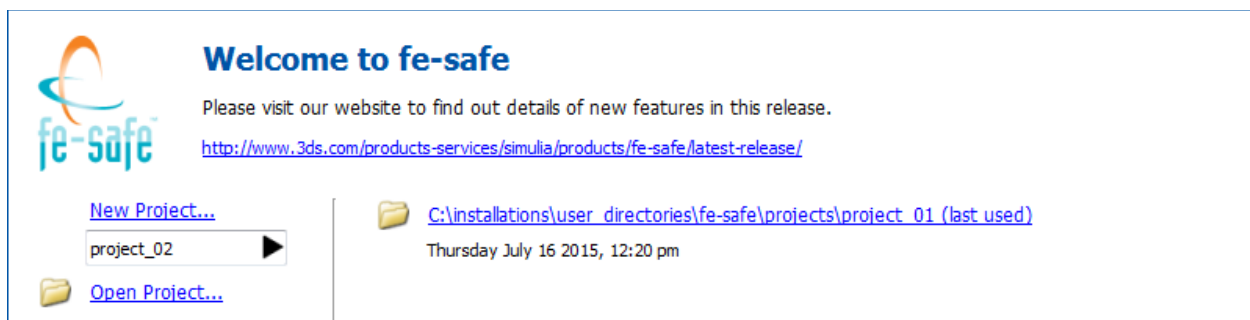 Welcome to fe-safe
Please visit our website to find out details of new features in this release.
fe-safe
http://www.3ds.com/products-services/simulia/products/fe-safe/latest-release/
New Project...
project_02
Open Project...
C:\installations\user_directories\fe-safe\projects\project_01 (last used)
Thursday July 16 2015, 12:20 pm